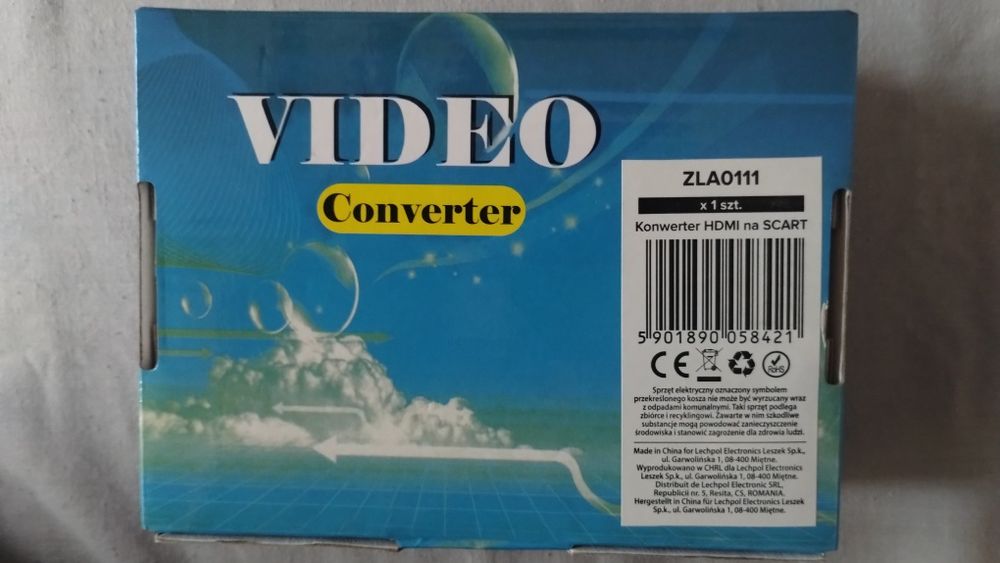 VIDEO
Converter
ZLA0111
x 1 szt.
Konwerter HDMI na SCART
5 901890 058421
CE
RoHS
Sprzęt elektryczny oznaczony symbolem
przekreślonego kosza nie może być wyrzucany wraz
z odpadami komunalnymi. Taki sprzęt podlega
zbiórce i recyklingowi. Zawarte w nim szkodliwe
substancje mogą powodować zanieczyszczenie
środowiska i stanowić zagrożenie dla zdrowia ludzi.
Made in China for Lechpol Electronics Leszek Sp.k.,
ul. Garwolińska 1, 08-400 Miętne.
Wyprodukowano w CHRL dla Lechpol Electronics
Leszek Sp.k., ul. Garwolińska 1, 08-400 Miętne.
Distribuit de Lechpol Electronic SRL,
Republicii nr. 5, Resita, CS, ROMANIA.
Hergestellt in China für Lechpol Electronics Leszek
Sp.k., ul. Garwolińska 1, 08-400 Miętne.